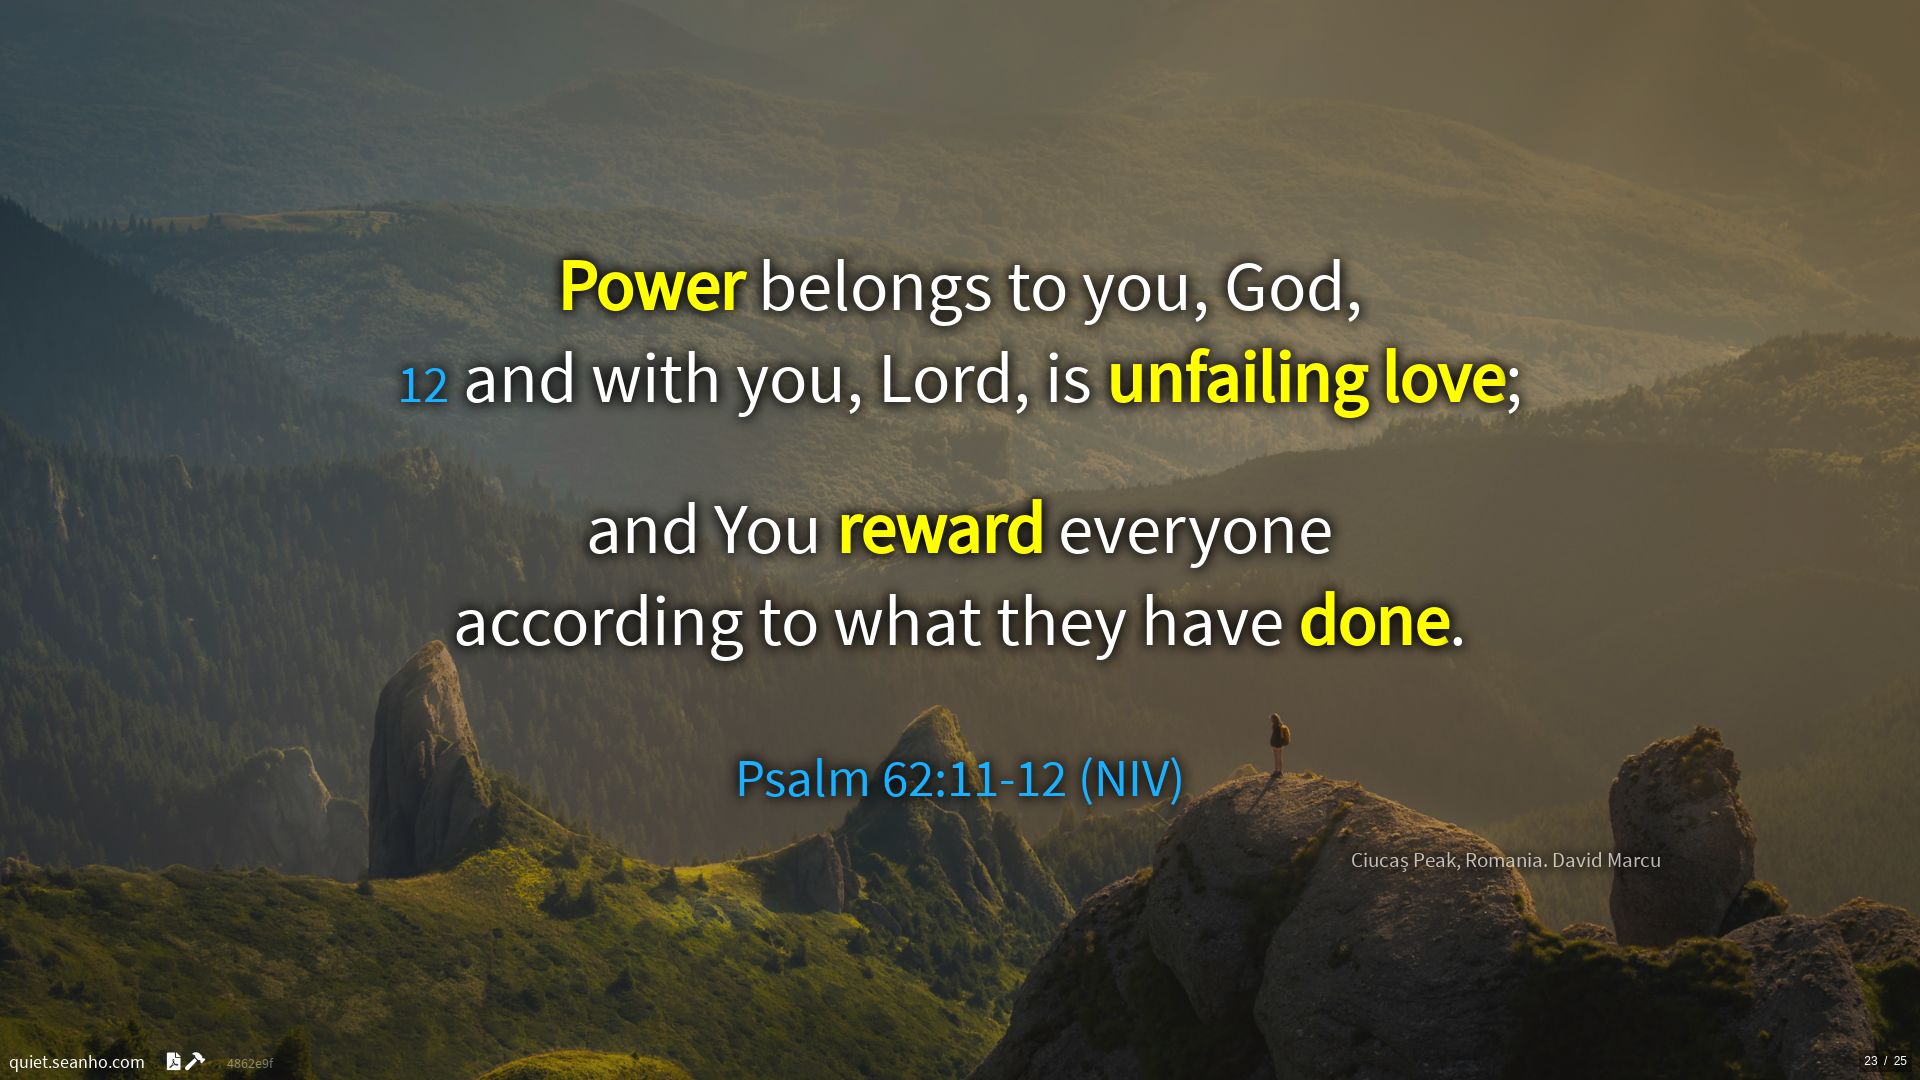 Power belongs to you, God,
12 and with you, Lord, is unfailing love;
and You reward everyone
according to what they have done.
Psalm 62:11-12 (NIV)
Ciucaș Peak, Romania. David Marcu
quiet.seanho.com 4862e9f
23 / 25